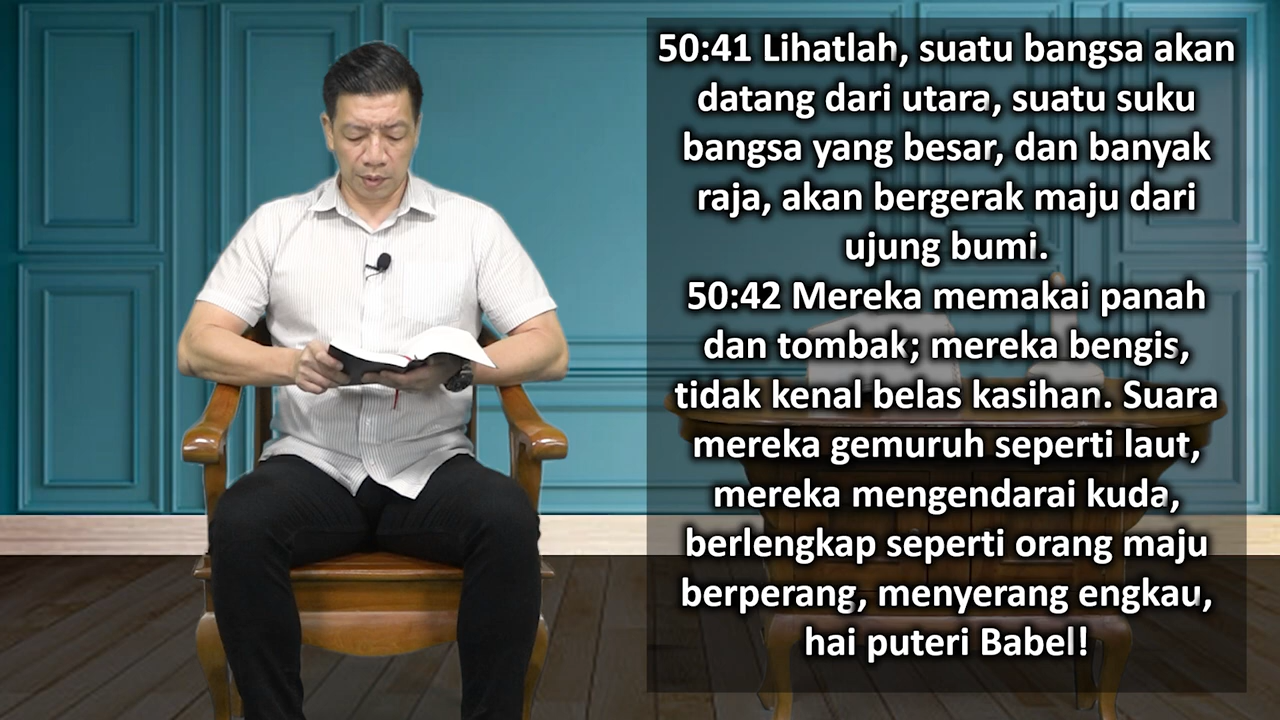 50:41 Lihatlah, suatu bangsa akan
datang dari utara, suatu suku
bangsa yang besar, dan banyak
raja, akan bergerak maju dari
ujung bumi.
50:42 Mereka memakai panah
dan tombak; mereka bengis,
tidak kenal belas kasihan. Suara
mereka gemuruh seperti laut,
mereka mengendarai kuda,
berlengkap seperti orang maju
berperang, menyerang engkau,
hai puteri Babel!